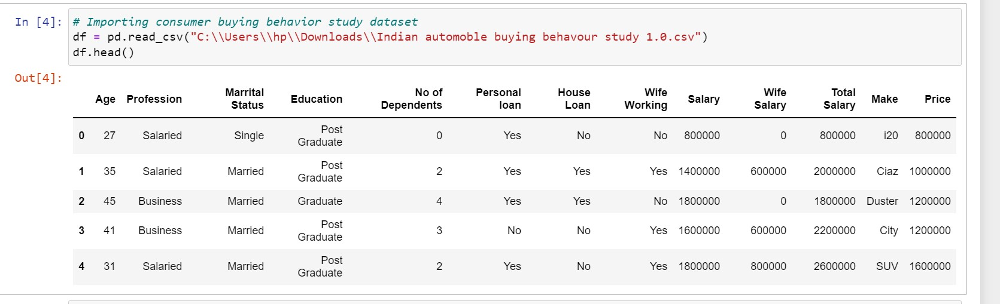 In [4]: # Importing consumer buying behavior study dataset
df = pd.read_csv("C:\\Users\\hp\\Downloads\\Indian automoble buying behavour study 1.0.csv")
df.head()
Out[4]:
Age Profession Marrital Status Education No of Dependents Personal loan House Loan Wife Working Salary Wife Salary Total Salary Make Price
0 27 Salaried Single Post Graduate 0 Yes No No 800000 0 800000 i20 800000
1 35 Salaried Married Post Graduate 2 Yes Yes Yes 1400000 600000 2000000 Ciaz 1000000
2 45 Business Married Graduate 4 Yes Yes No 1800000 0 1800000 Duster 1200000
3 41 Business Married Post Graduate 3 No No Yes 1600000 600000 2200000 City 1200000
4 31 Salaried Married Post Graduate 2 Yes No Yes 1800000 800000 2600000 SUV 1600000